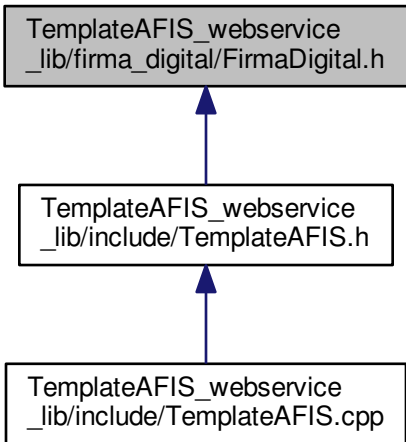 TemplateAFIS_webservice
_lib/firma_digital/FirmaDigital.h
TemplateAFIS_webservice
_lib/include/TemplateAFIS.h
TemplateAFIS_webservice
_lib/include/TemplateAFIS.cpp